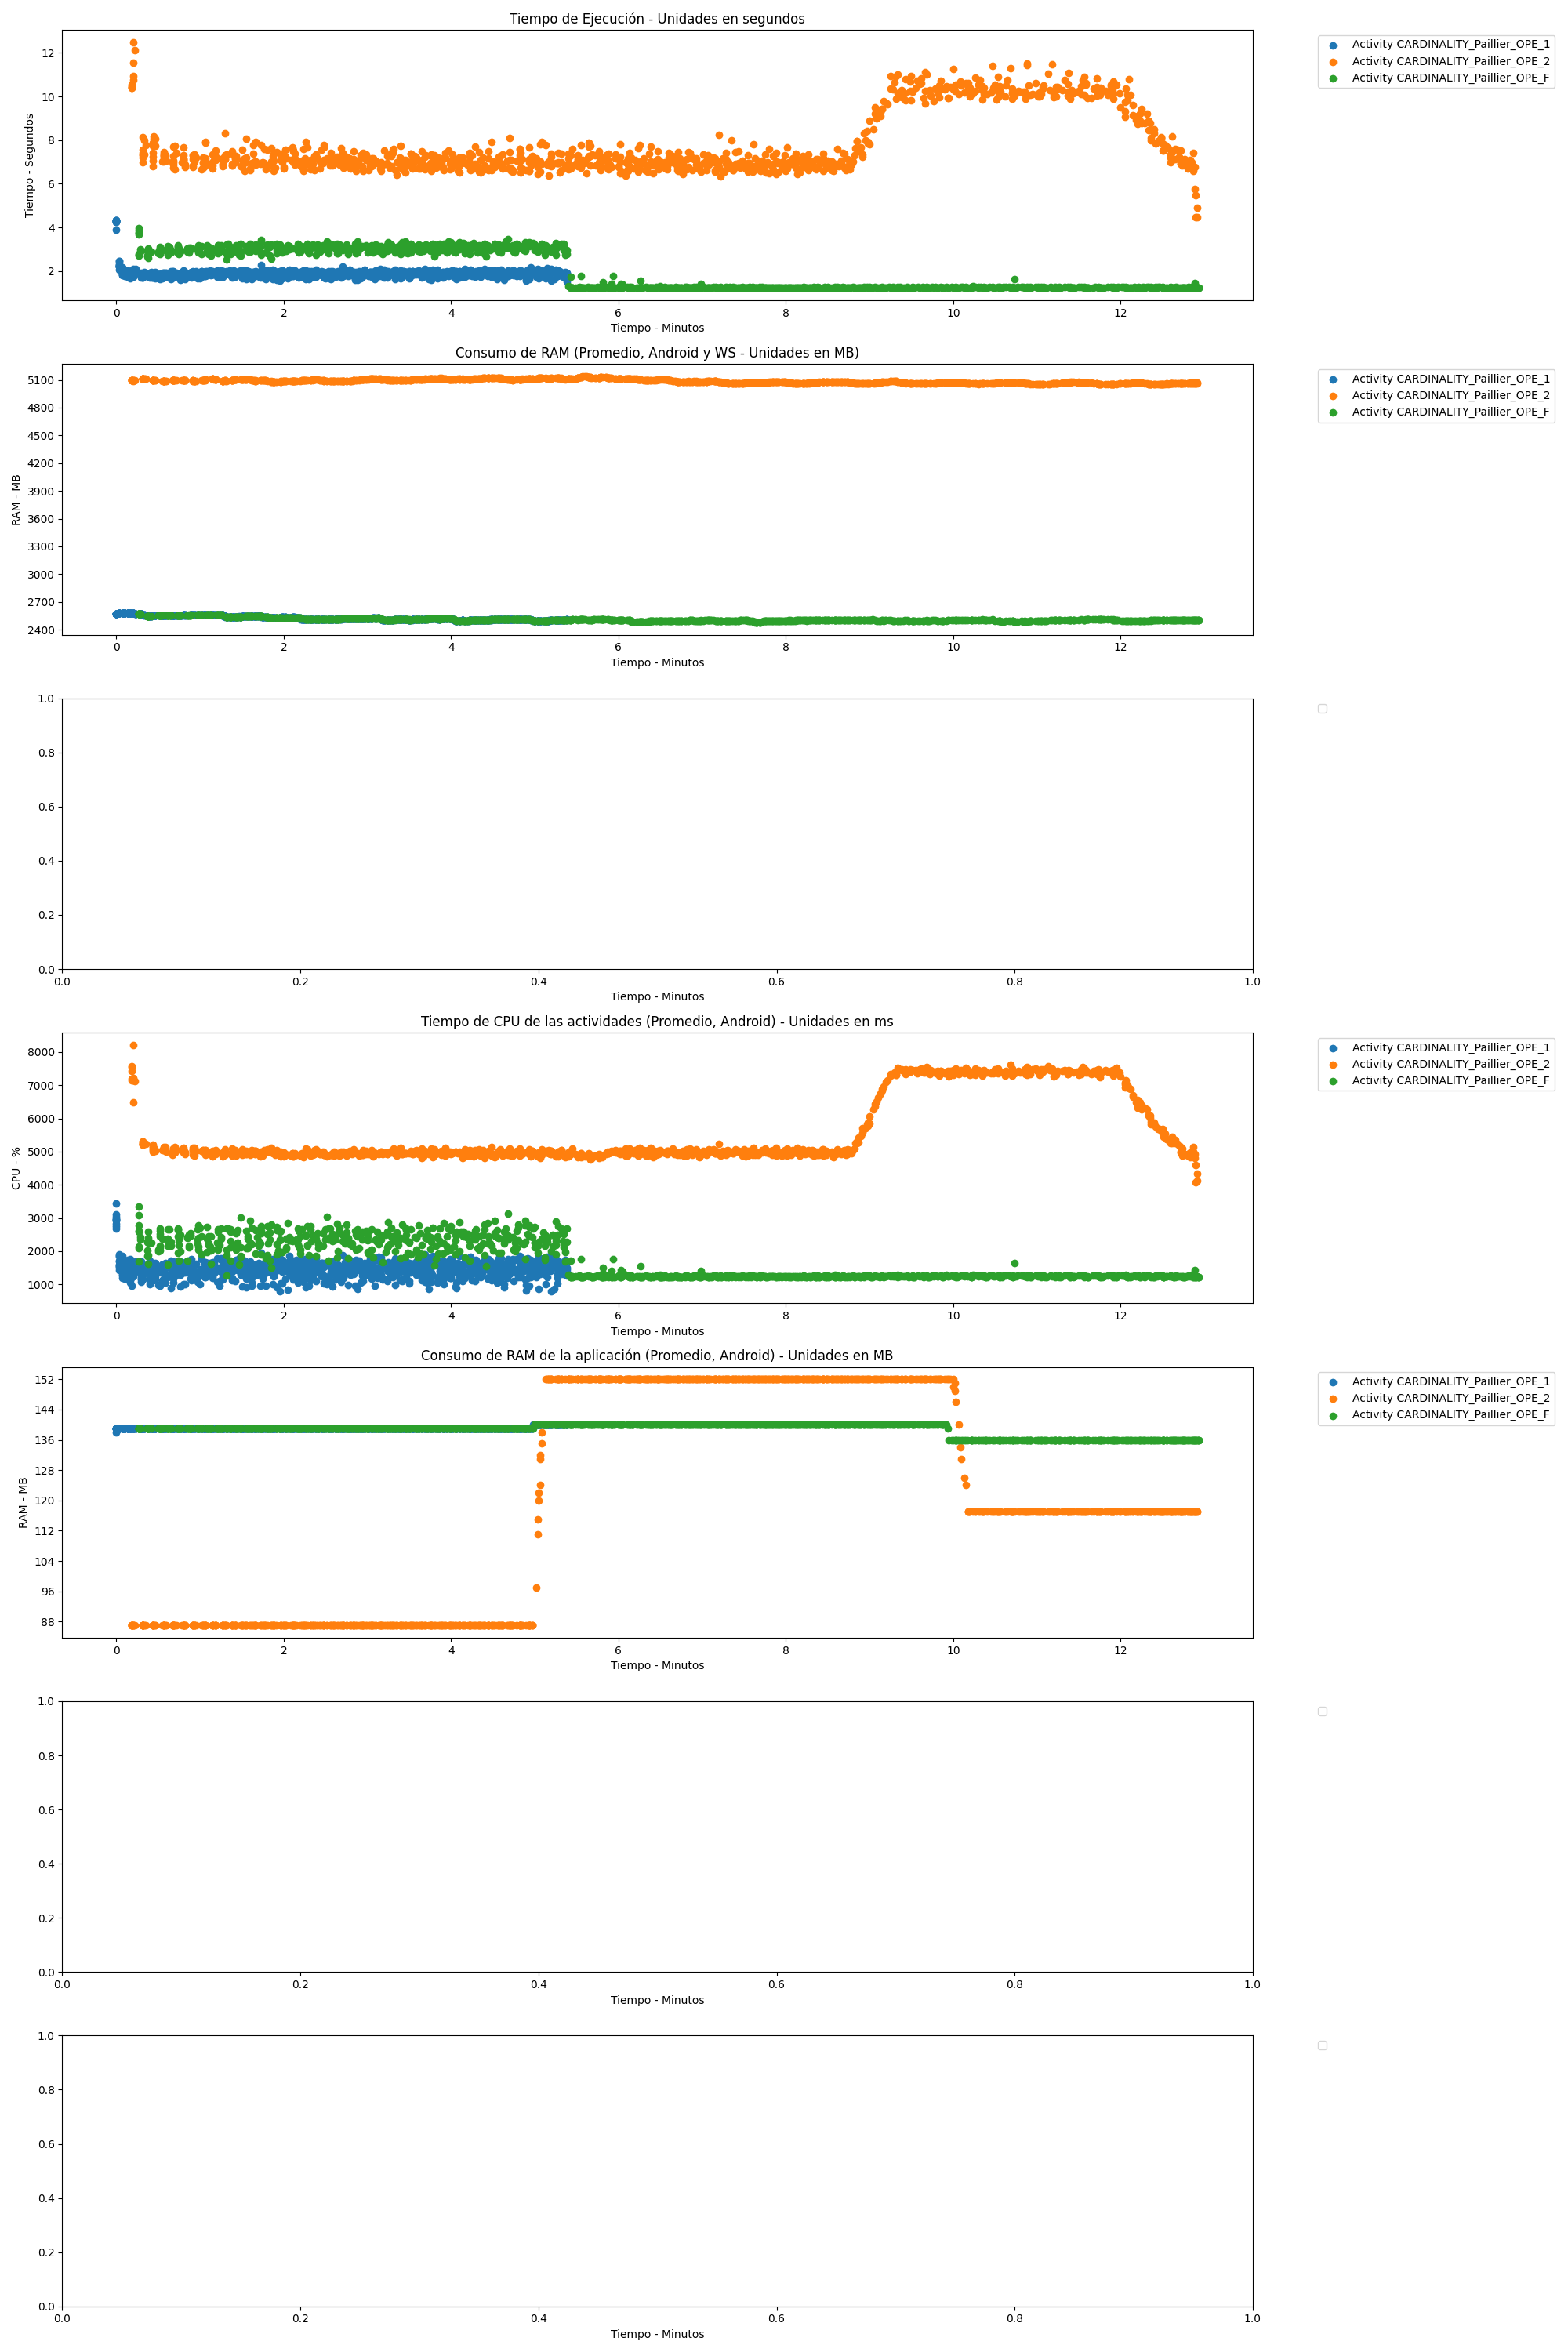 Tiempo de Ejecución - Unidades en segundos
12
10
8
6
4
2
Tiempo - Segundos
0 2 4 6 8 10 12
Tiempo - Minutos
Activity CARDINALITY_Paillier_OPE_1
Activity CARDINALITY_Paillier_OPE_2
Activity CARDINALITY_Paillier_OPE_F
Consumo de RAM (Promedio, Android y WS - Unidades en MB)
5100
4800
4500
4200
3900
3600
3300
3000
2700
2400
RAM - MB
0 2 4 6 8 10 12
Tiempo - Minutos
Activity CARDINALITY_Paillier_OPE_1
Activity CARDINALITY_Paillier_OPE_2
Activity CARDINALITY_Paillier_OPE_F
1.0
0.8
0.6
0.4
0.2
0.0
0.0 0.2 0.4 0.6 0.8 1.0
Tiempo - Minutos
Tiempo de CPU de las actividades (Promedio, Android) - Unidades en ms
8000
7000
6000
5000
4000
3000
2000
1000
CPU - %
0 2 4 6 8 10 12
Tiempo - Minutos
Activity CARDINALITY_Paillier_OPE_1
Activity CARDINALITY_Paillier_OPE_2
Activity CARDINALITY_Paillier_OPE_F
Consumo de RAM de la aplicación (Promedio, Android) - Unidades en MB
152
144
136
128
120
112
104
96
88
RAM - MB
0 2 4 6 8 10 12
Tiempo - Minutos
Activity CARDINALITY_Paillier_OPE_1
Activity CARDINALITY_Paillier_OPE_2
Activity CARDINALITY_Paillier_OPE_F
1.0
0.8
0.6
0.4
0.2
0.0
0.0 0.2 0.4 0.6 0.8 1.0
Tiempo - Minutos
1.0
0.8
0.6
0.4
0.2
0.0
0.0 0.2 0.4 0.6 0.8 1.0
Tiempo - Minutos